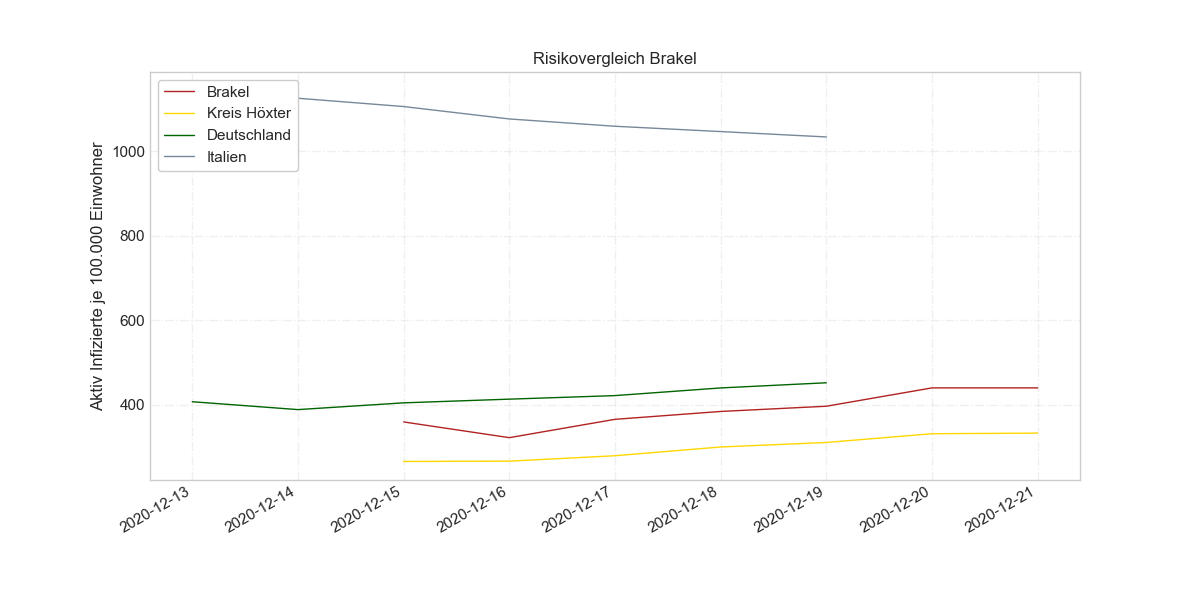 Risikovergleich Brakel
Brakel
Kreis Höxter
Deutschland
Italien
Aktiv Infizierte je 100.000 Einwohner
1000
800
600
400
2020-12-13
2020-12-14
2020-12-15
2020-12-16
2020-12-17
2020-12-18
2020-12-19
2020-12-20
2020-12-21